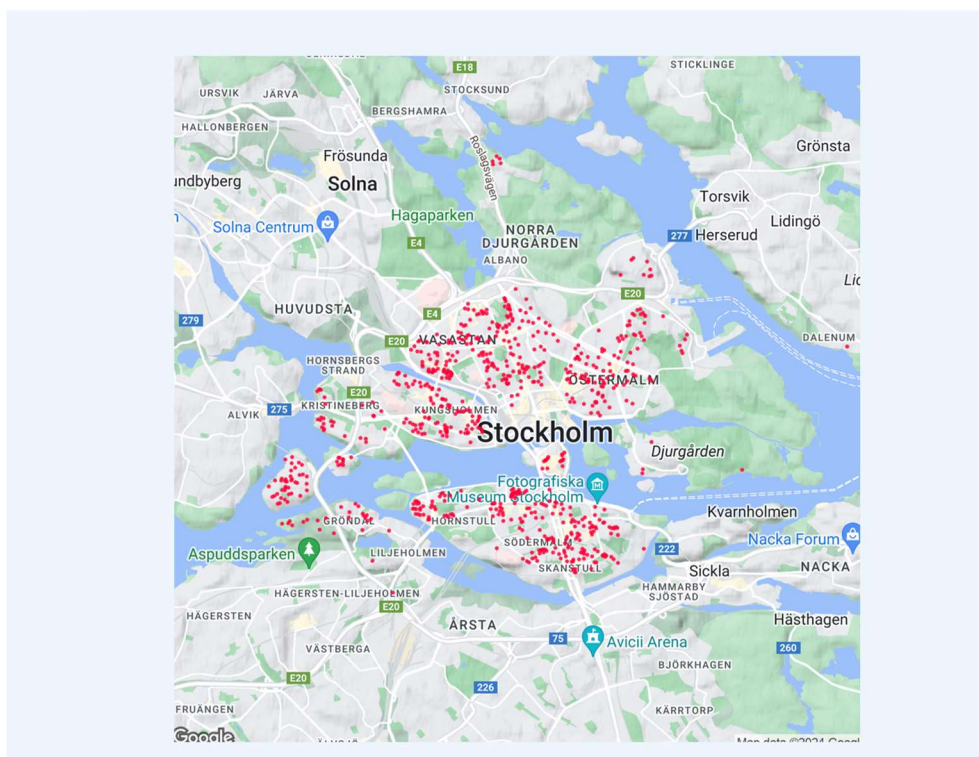 E18
STICKLINGE
URSVIK
JÄRVA
STOCKSUND
BERGSHAMRA
HALLONBERGEN
Roslagsvägen
Grönsta
Frösunda
undbyberg
Solna
Torsvik
Hagaparken
Lidingö
Solna Centrum
NORRA
DJURGÅRDEN
277
Herserud
E4
ALBANO
E20
HUVUDSTA
E4
279
E20
VASASTAN
DALENUM
HORNSBERGS
STRAND
ÖSTERMALM
E20
KRISTINEBERG
KUNGSHOLMEN
275
ALVIK
Stockholm
Djurgården
Fotografiska
Museum Stockholm
Kvarnholmen
GRÖNDAL
HORNSTULL
Nacka Forum
SÖDERMALM
222
Aspuddsparken
LILJEHOLMEN
SKANSTULL
Sickla
NACKA
HÄGERSTEN-LILJEHOLMEN
HAMMARBY
SJÖSTAD
E20
HÄGERSTEN
ÅRSTA
Hästhagen
75
Avicii Arena
VÄSTBERGA
260
BJÖRKHAGEN
E20
226
FRUÄNGEN
KÄRRTORP
Google